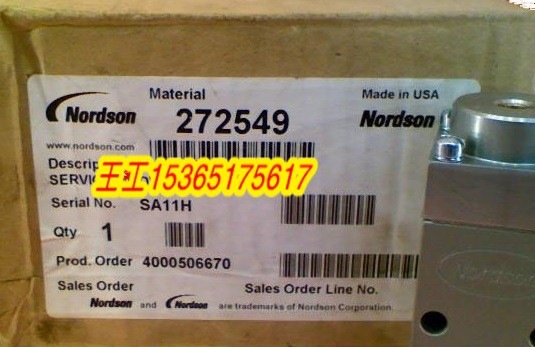 Nordson
Material
272549
Made in USA
Nordson
www.nordson.com
Descrip
SERVIC
王工15365175617
Serial No. SA11H
Qty 1
Prod. Order 4000506670
Sales Order
Sales Order Line No.
Nordson and Nordson are trademarks of Nordson Corporation.
Nordson